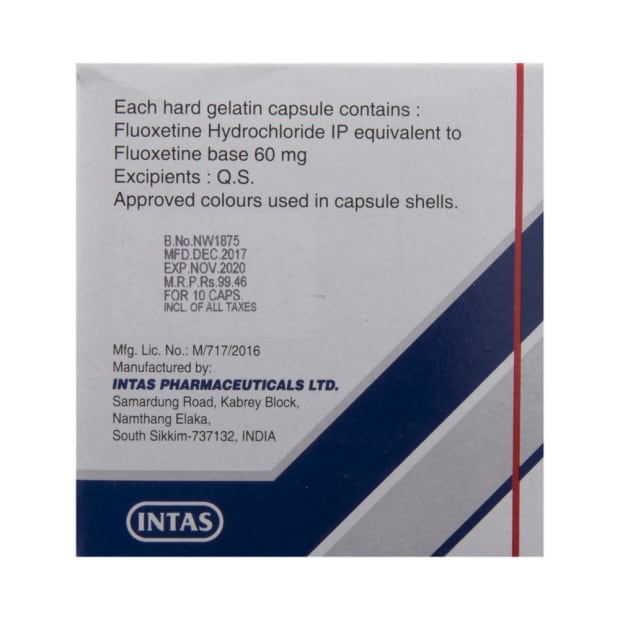 Each hard gelatin capsule contains :
Fluoxetine Hydrochloride IP equivalent to
Fluoxetine base 60 mg
Excipients : Q.S.
Approved colours used in capsule shells.
B.No.NW1875
MFD.DEC.2017
EXP.NOV.2020
M.R.P.Rs.99.46
FOR 10 CAPS.
INCL. OF ALL TAXES
Mfg. Lic. No.: M/717/2016
Manufactured by:
INTAS PHARMACEUTICALS LTD.
Samardung Road, Kabrey Block,
Namthang Elaka,
South Sikkim-737132, INDIA
INTAS